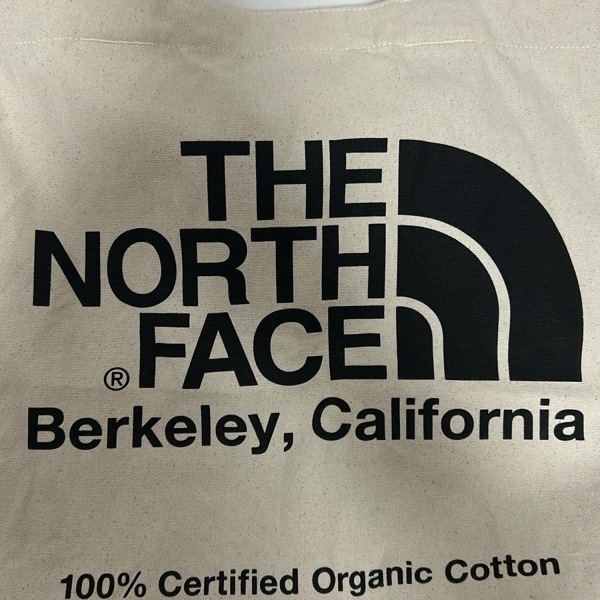 THE
NORTH
® FACE
Berkeley, California
100% Certified Organic Cotton